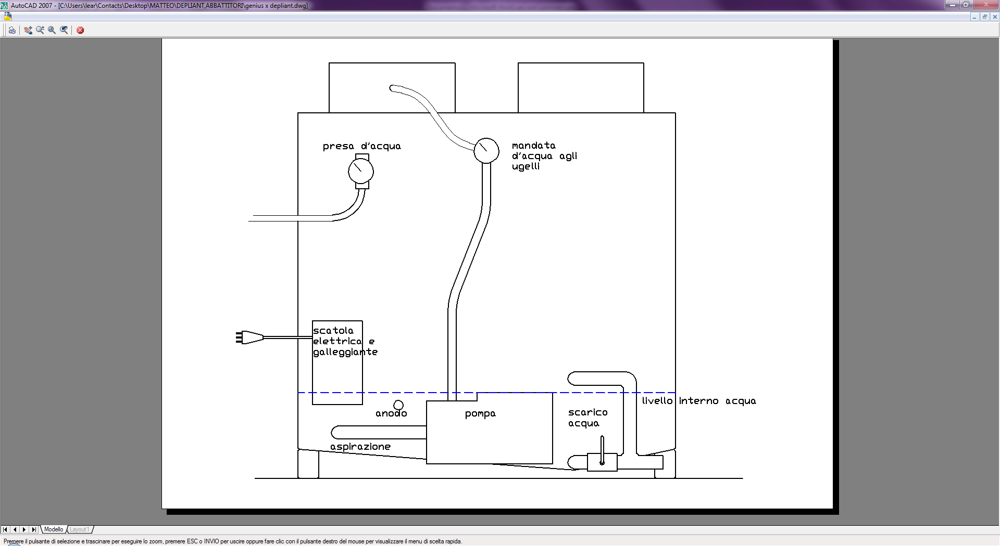 AutoCAD 2007 - [C:\Users\lear\Contacts\Desktop\MATTEO\DEPLIANT,ABBATTITORI\genius x depliant.dwg]
presa d'acqua
mandata
d'acqua agli
ugelli
scatola
elettrica e
galleggiante
livello interno acqua
anodo
pompa
scarico
acqua
aspirazione
Modello
Layout1
Premere il pulsante di selezione e trascinare per eseguire lo zoom, premere ESC o INVIO per uscire oppure fare clic con il pulsante destro del mouse per visualizzare il menu di scelta rapida.